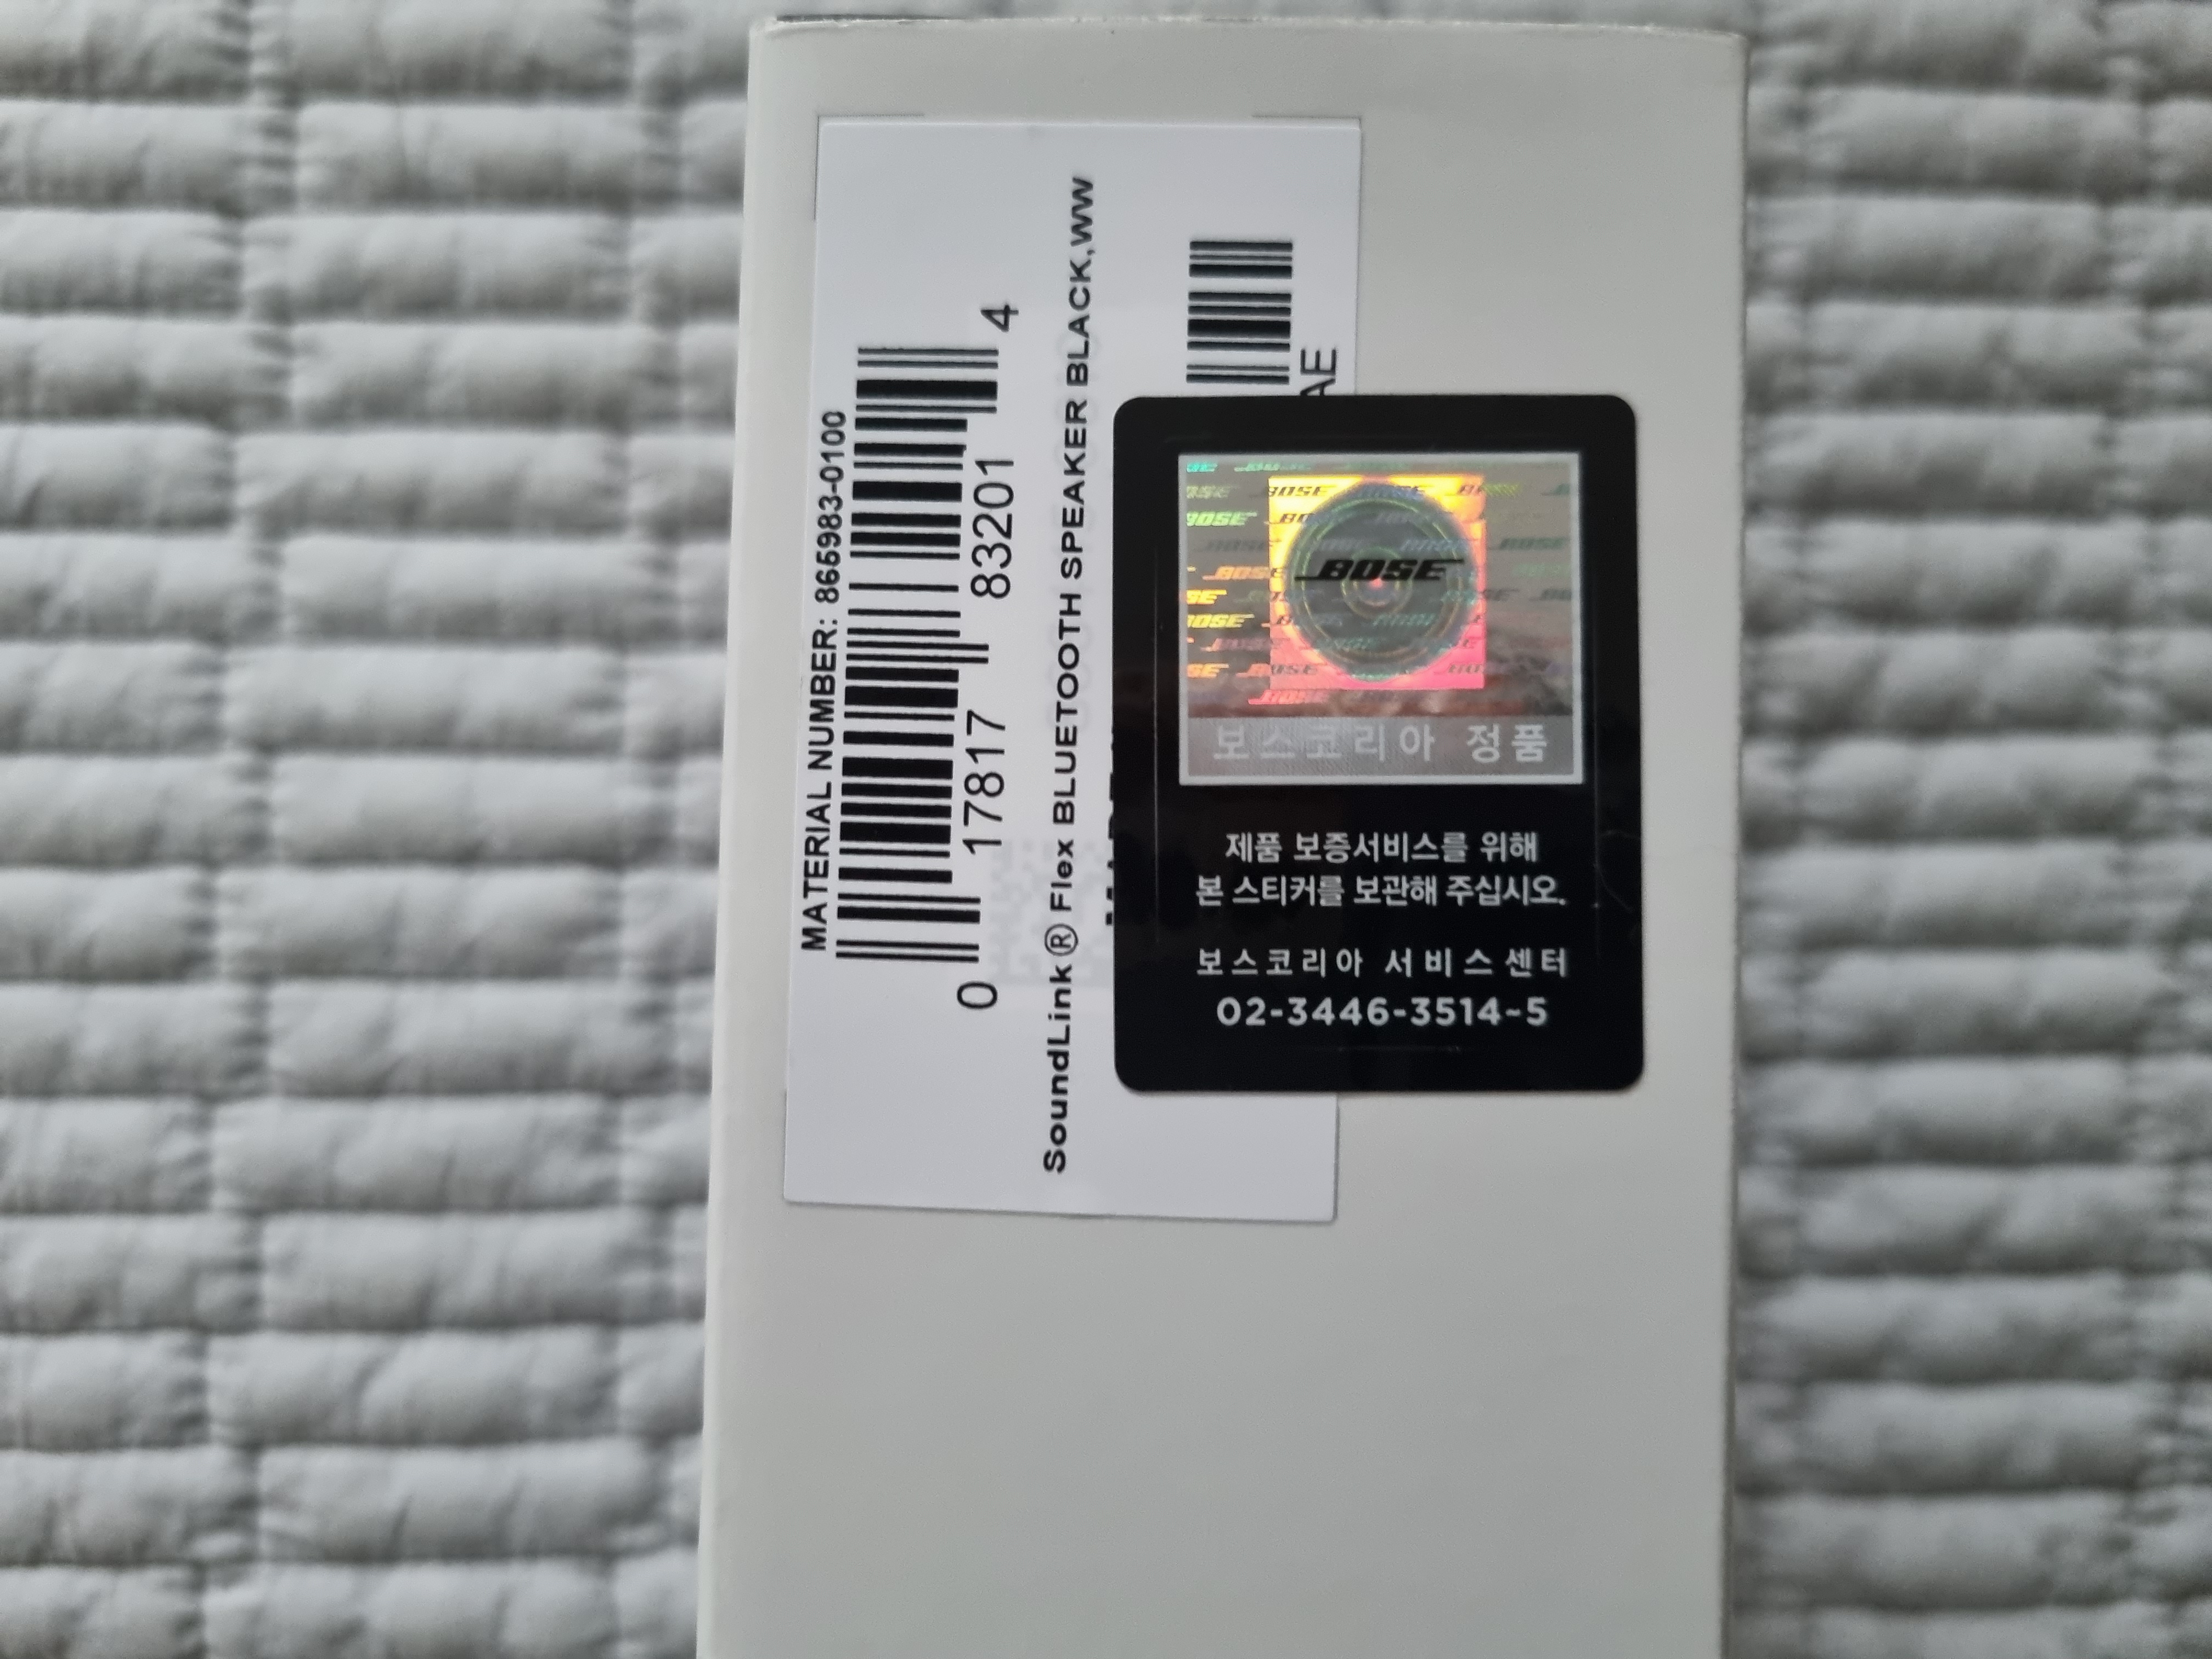 MATERIAL NUMBER: 865983-0100
0 17817 83201 4
SoundLink® Flex BLUETOOTH SPEAKER BLACK,WW
AE
BOSE
보스코리아 정품
제품 보증서비스를 위해
본 스티커를 보관해 주십시오.
보스코리아 서비스센터
02-3446-3514~5